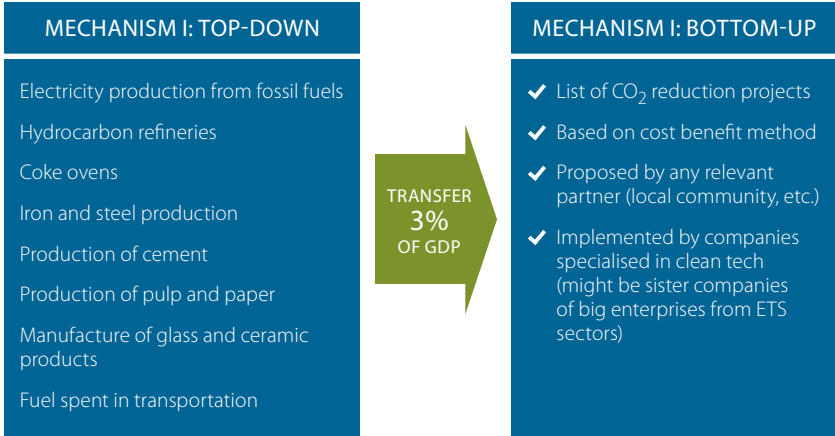 MECHANISM I: TOP-DOWN
Electricity production from fossil fuels
Hydrocarbon refineries
Coke ovens
Iron and steel production
Production of cement
Production of pulp and paper
Manufacture of glass and ceramic
products
Fuel spent in transportation
TRANSFER
3%
OF GDP
MECHANISM I: BOTTOM-UP
✓ List of CO₂ reduction projects
✓ Based on cost benefit method
✓ Proposed by any relevant
partner (local community, etc.)
✓ Implemented by companies
specialised in clean tech
(might be sister companies
of big enterprises from ETS
sectors)